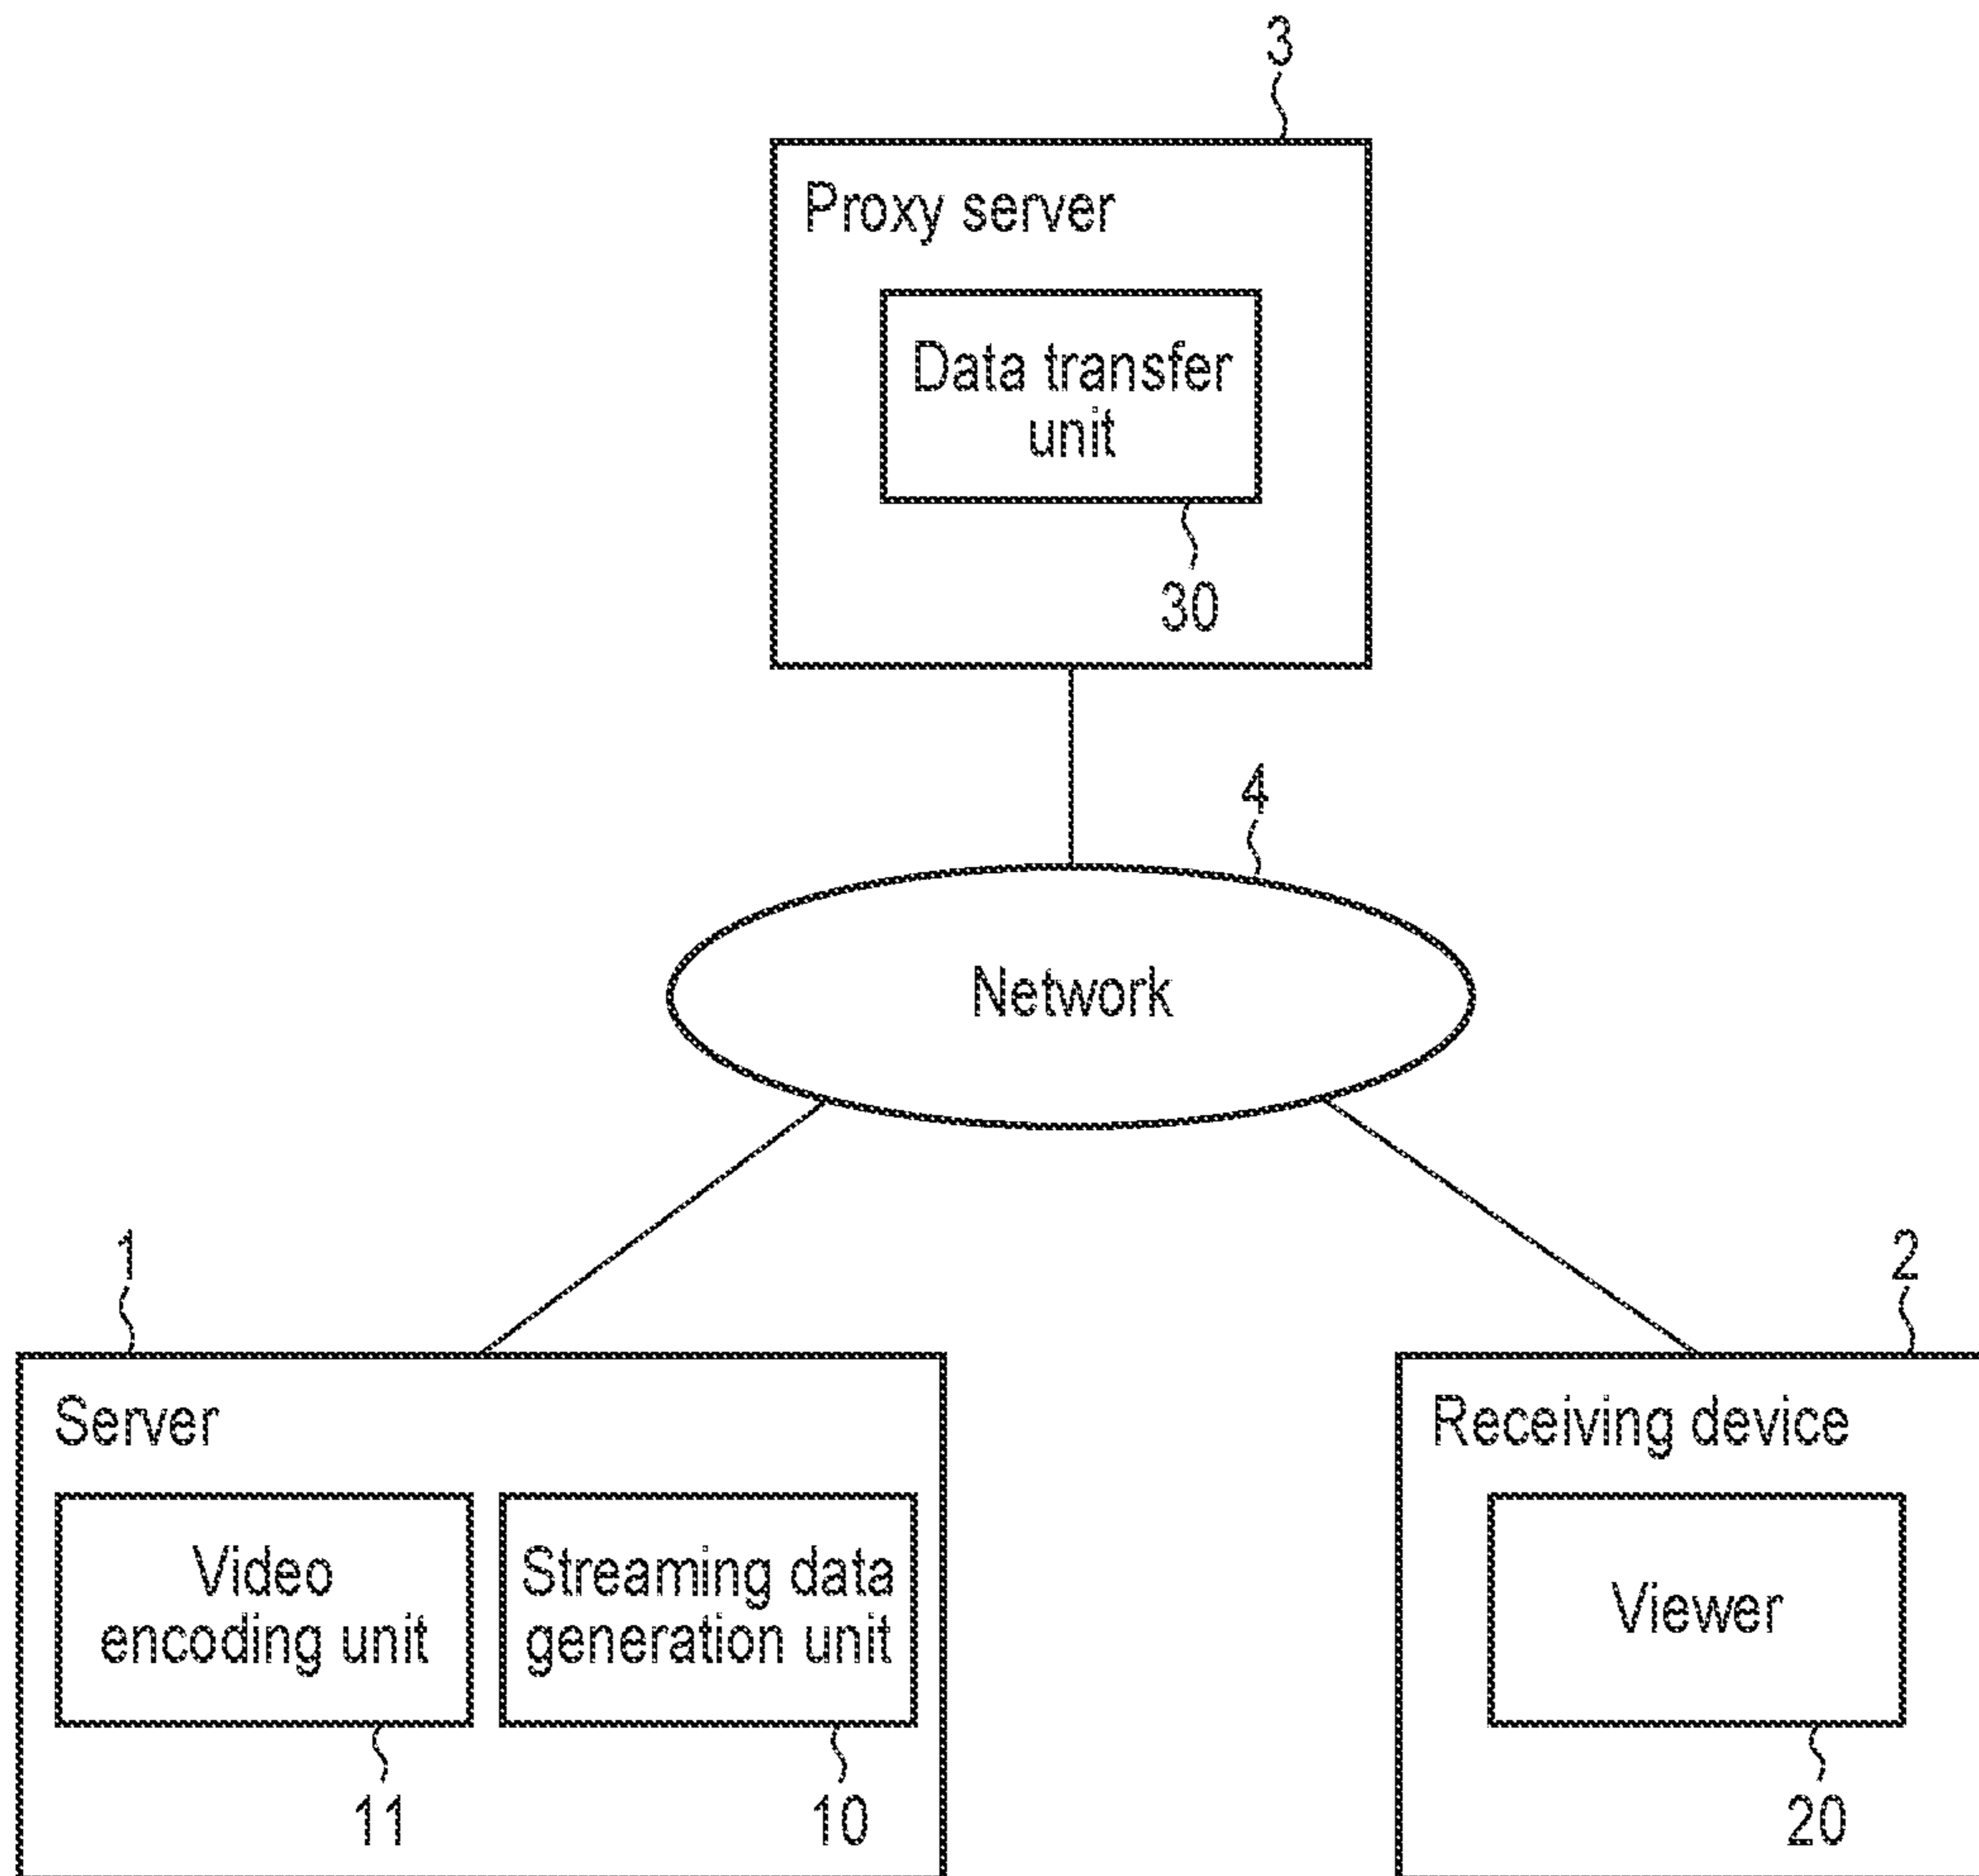 3
Proxy server
Data transfer
unit
30
4
Network
1
2
Server
Receiving device
Video
encoding unit
Streaming data
generation unit
Viewer
11
10
20